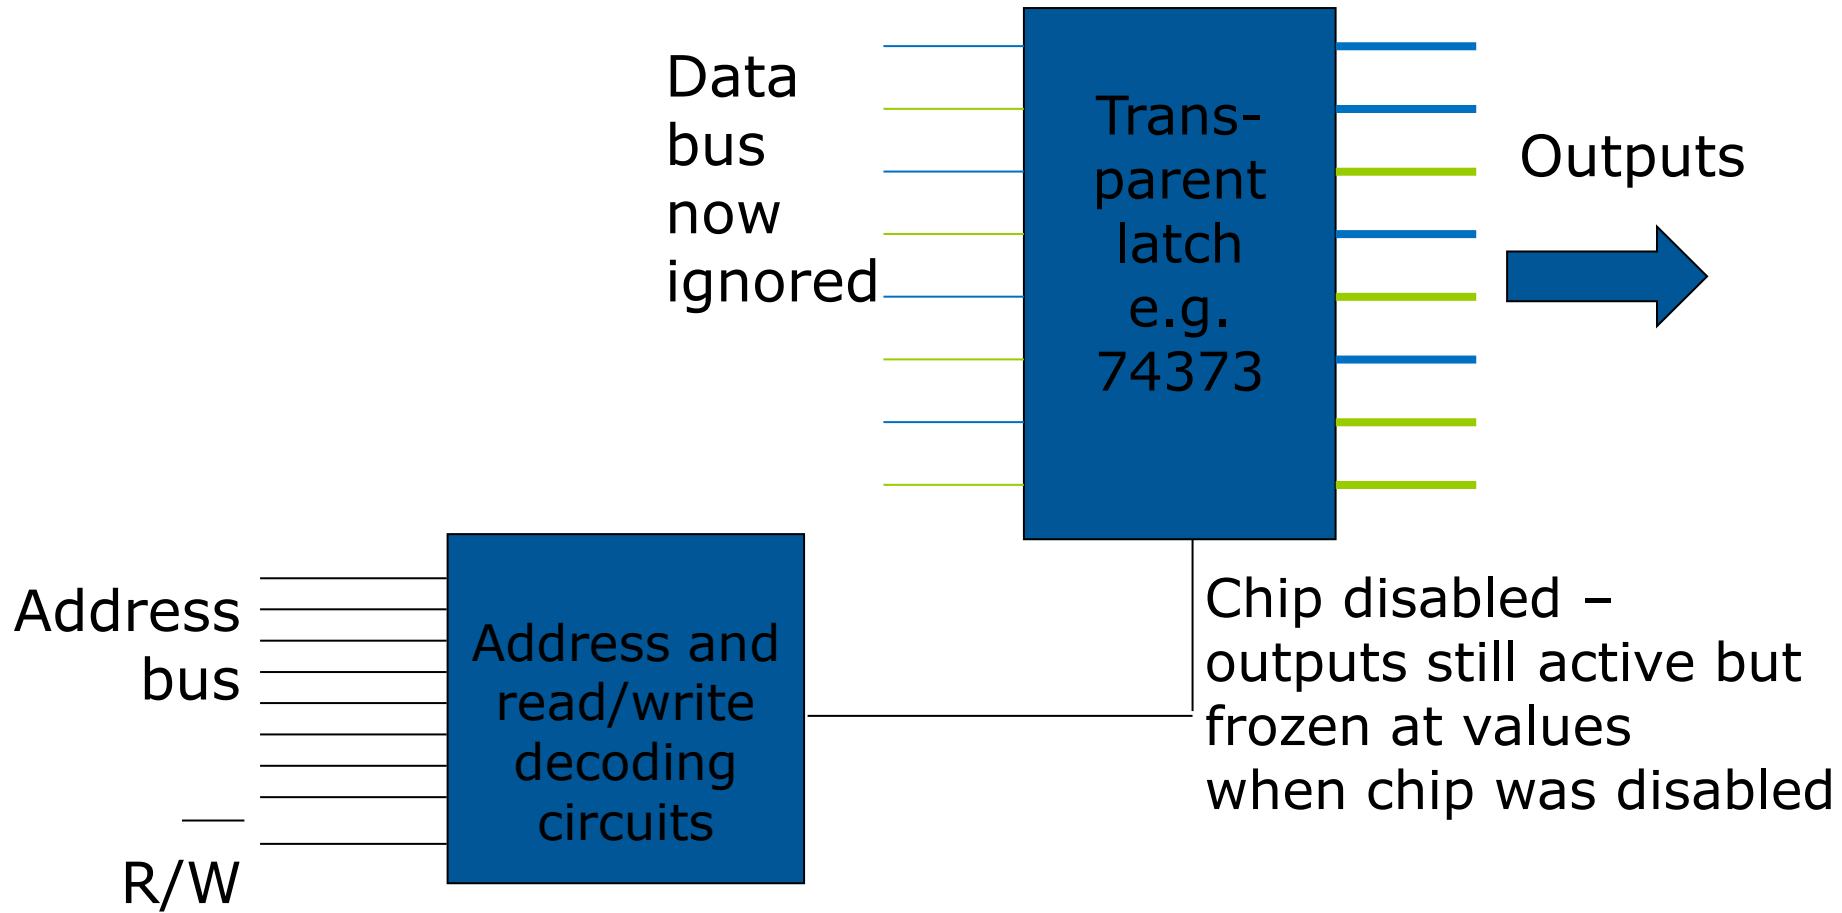 Data
bus
now
ignored
Trans-
parent
latch
e.g.
74373
Outputs
Address
bus
R/W
Address and
read/write
decoding
circuits
Chip disabled –
outputs still active but
frozen at values
when chip was disabled